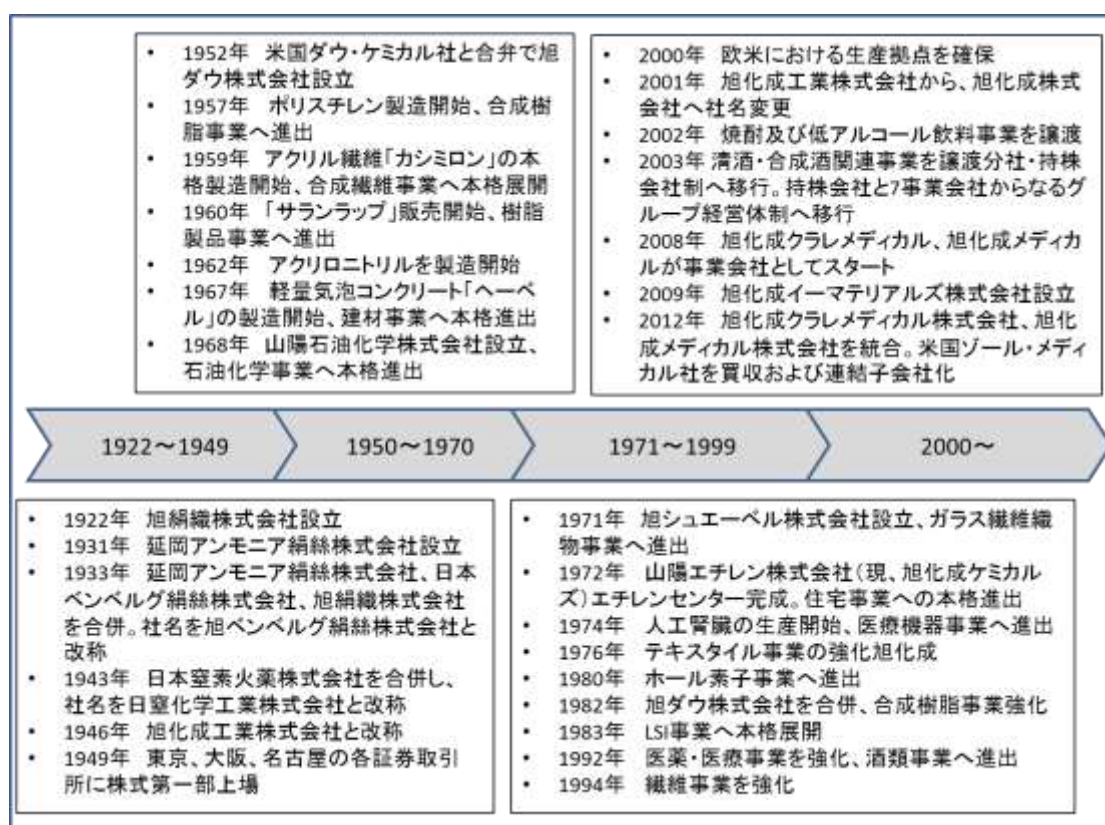 • 1952年 米国ダウ・ケミカル社と合弁で旭
ダウ株式会社設立
• 1957年 ポリスチレン製造開始、合成樹
脂事業へ進出
• 1959年 アクリル繊維「カシミロン」の本
格製造開始、合成繊維事業へ本格展開
• 1960年 「サランラップ」販売開始、樹脂
製品事業へ進出
• 1962年 アクリロニトリルを製造開始
• 1967年 軽量気泡コンクリート「ヘーベ
ル」の製造開始、建材事業へ本格進出
• 1968年 山陽石油化学株式会社設立、
石油化学事業へ本格進出
• 2000年 欧米における生産拠点を確保
• 2001年 旭化成工業株式会社から、旭化成株式
会社へ社名変更
• 2002年 焼酎及び低アルコール飲料事業を譲渡
• 2003年 清酒・合成酒関連事業を譲渡分社・持株
会社制へ移行。持株会社と7事業会社からなるグ
ループ経営体制へ移行
• 2008年 旭化成クラレメディカル、旭化成メディカ
ルが事業会社としてスタート
• 2009年 旭化成イーマテリアルズ株式会社設立
• 2012年 旭化成クラレメディカル株式会社、旭化
成メディカル株式会社を統合。米国ゾール・メディ
カル社を買収および連結子会社化
1922～1949
1950～1970
1971～1999
2000～
• 1922年 旭絹織株式会社設立
• 1931年 延岡アンモニア絹絲株式会社設立
• 1933年 延岡アンモニア絹絲株式会社、日本
ベンベルグ絹絲株式会社、旭絹織株式会社
を合併。社名を旭ベンベルグ絹絲株式会社と
改称
• 1943年 日本窒素火薬株式会社を合併し、
社名を日窒化学工業株式会社と改称
• 1946年 旭化成工業株式会社と改称
• 1949年 東京、大阪、名古屋の各証券取引
所に株式第一部上場
• 1971年 旭シュエーベル株式会社設立、ガラス繊維織
物事業へ進出
• 1972年 山陽エチレン株式会社（現、旭化成ケミカル
ズ）エチレンセンター完成。住宅事業への本格進出
• 1974年 人工腎臓の生産開始、医療機器事業へ進出
• 1976年 テキスタイル事業の強化旭化成
• 1980年 ホール素子事業へ進出
• 1982年 旭ダウ株式会社を合併、合成樹脂事業強化
• 1983年 LSI事業へ本格展開
• 1992年 医薬・医療事業を強化、酒類事業へ進出
• 1994年 繊維事業を強化